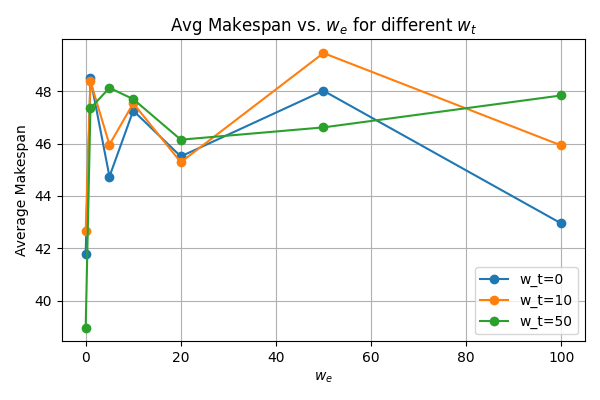 Avg Makespan vs. $w_e$ for different $w_t$
Average Makespan
48
46
44
42
40
0
20
40
60
80
100
$w_e$
w_t=0
w_t=10
w_t=50